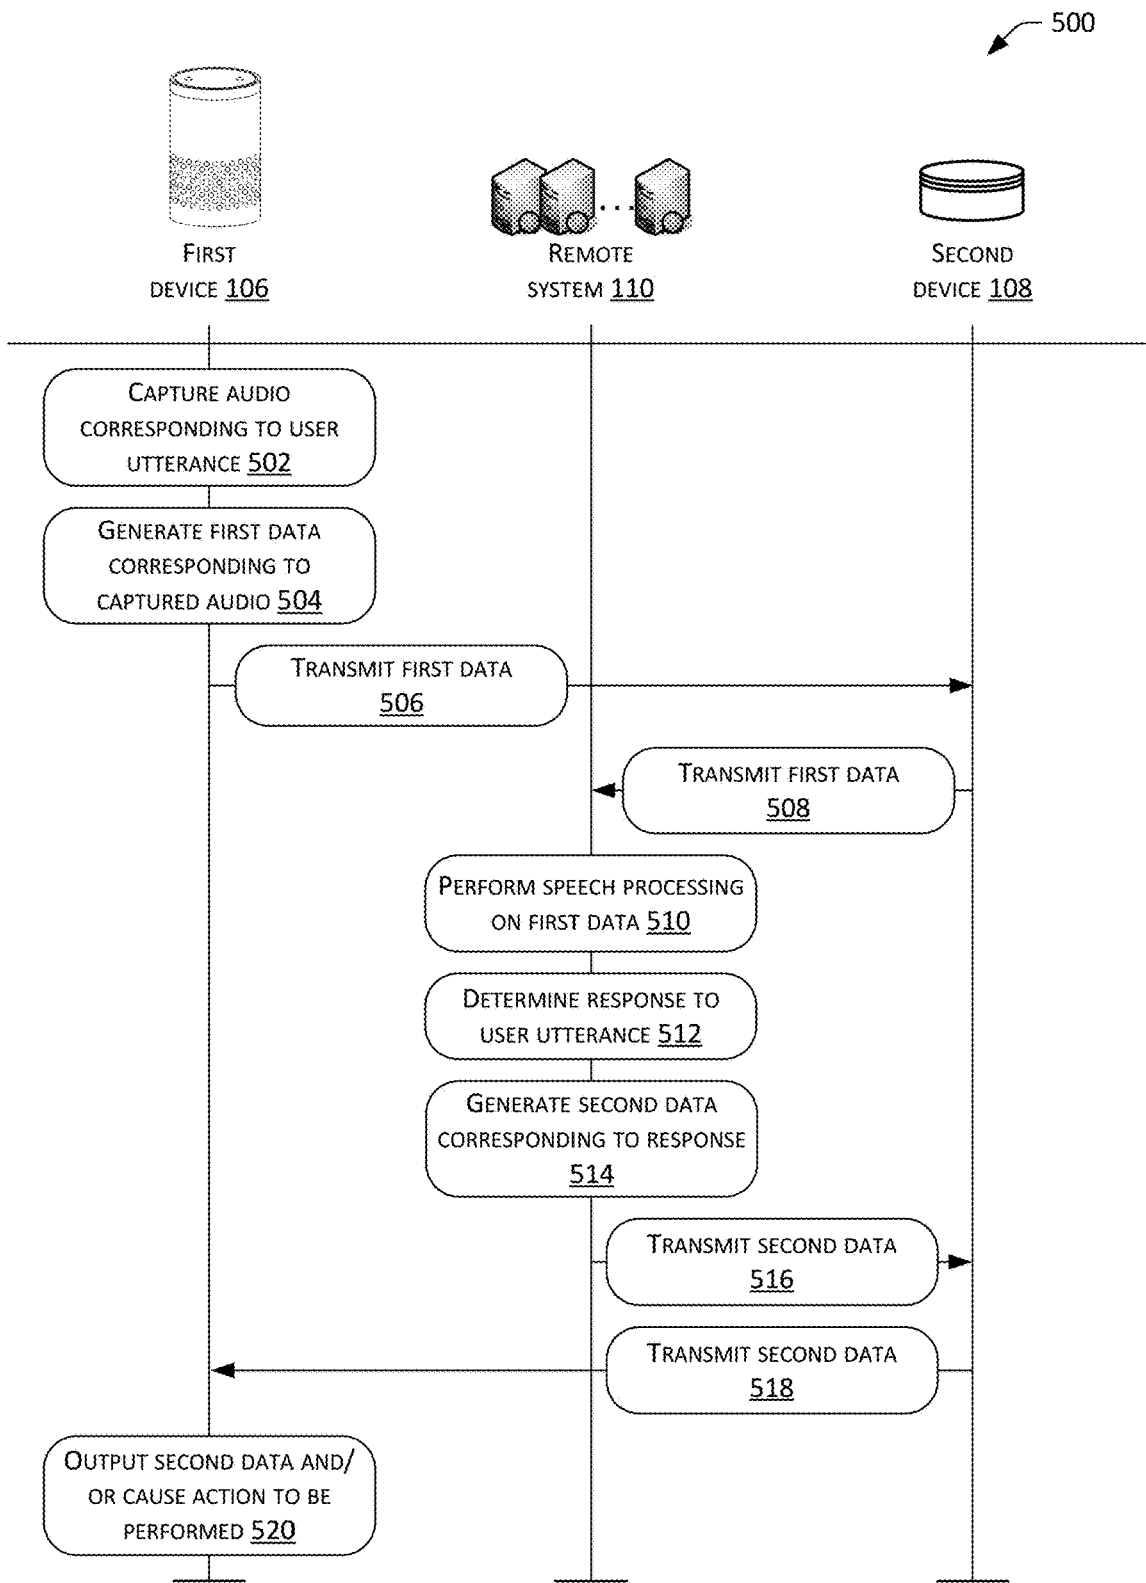 500
FIRST
DEVICE 106
REMOTE
SYSTEM 110
SECOND
DEVICE 108
CAPTURE AUDIO
CORRESPONDING TO USER
UTTERANCE 502
GENERATE FIRST DATA
CORRESPONDING TO
CAPTURED AUDIO 504
TRANSMIT FIRST DATA
506
TRANSMIT FIRST DATA
508
PERFORM SPEECH PROCESSING
ON FIRST DATA 510
DETERMINE RESPONSE TO
USER UTTERANCE 512
GENERATE SECOND DATA
CORRESPONDING TO RESPONSE
514
TRANSMIT SECOND DATA
516
TRANSMIT SECOND DATA
518
OUTPUT SECOND DATA AND/
OR CAUSE ACTION TO BE
PERFORMED 520